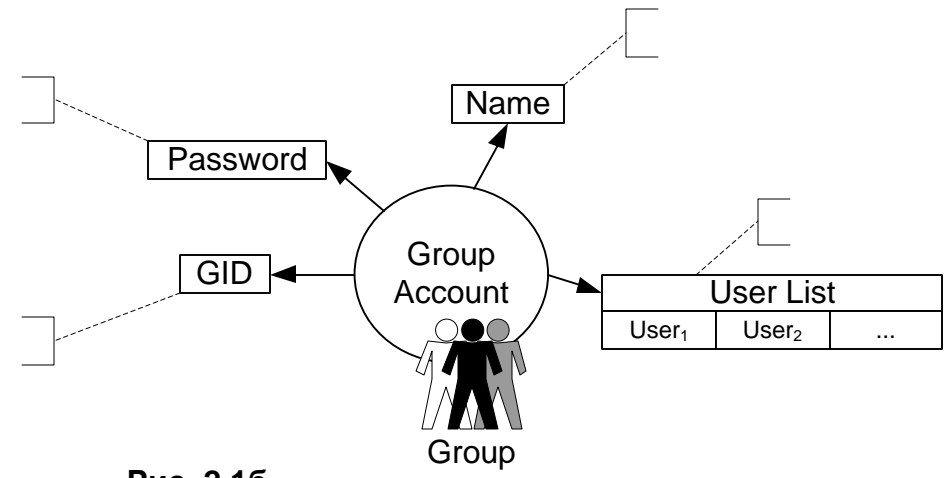 Name
Password
Group
Account
GID
User List
User₁ User₂ ...
Group
Рис. 2.1б